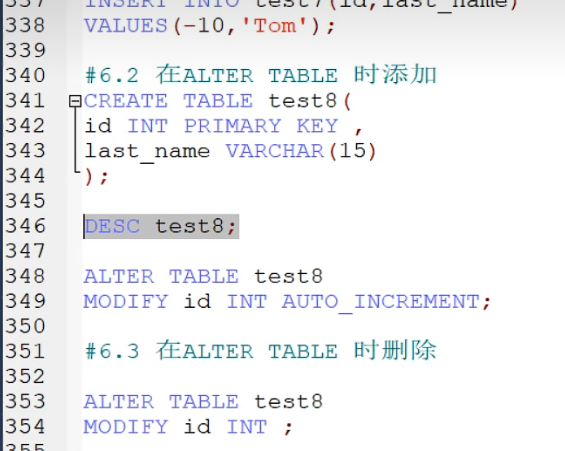 337 INSERT INTO test7(id,last_name)
338 VALUES(-10,'Tom');
339
340 #6.2 在ALTER TABLE 时添加
341 CREATE TABLE test8(
342 id INT PRIMARY KEY ,
343 last_name VARCHAR(15)
344 );
345
346 DESC test8;
347
348 ALTER TABLE test8
349 MODIFY id INT AUTO_INCREMENT;
350
351 #6.3 在ALTER TABLE 时删除
352
353 ALTER TABLE test8
354 MODIFY id INT ;
355